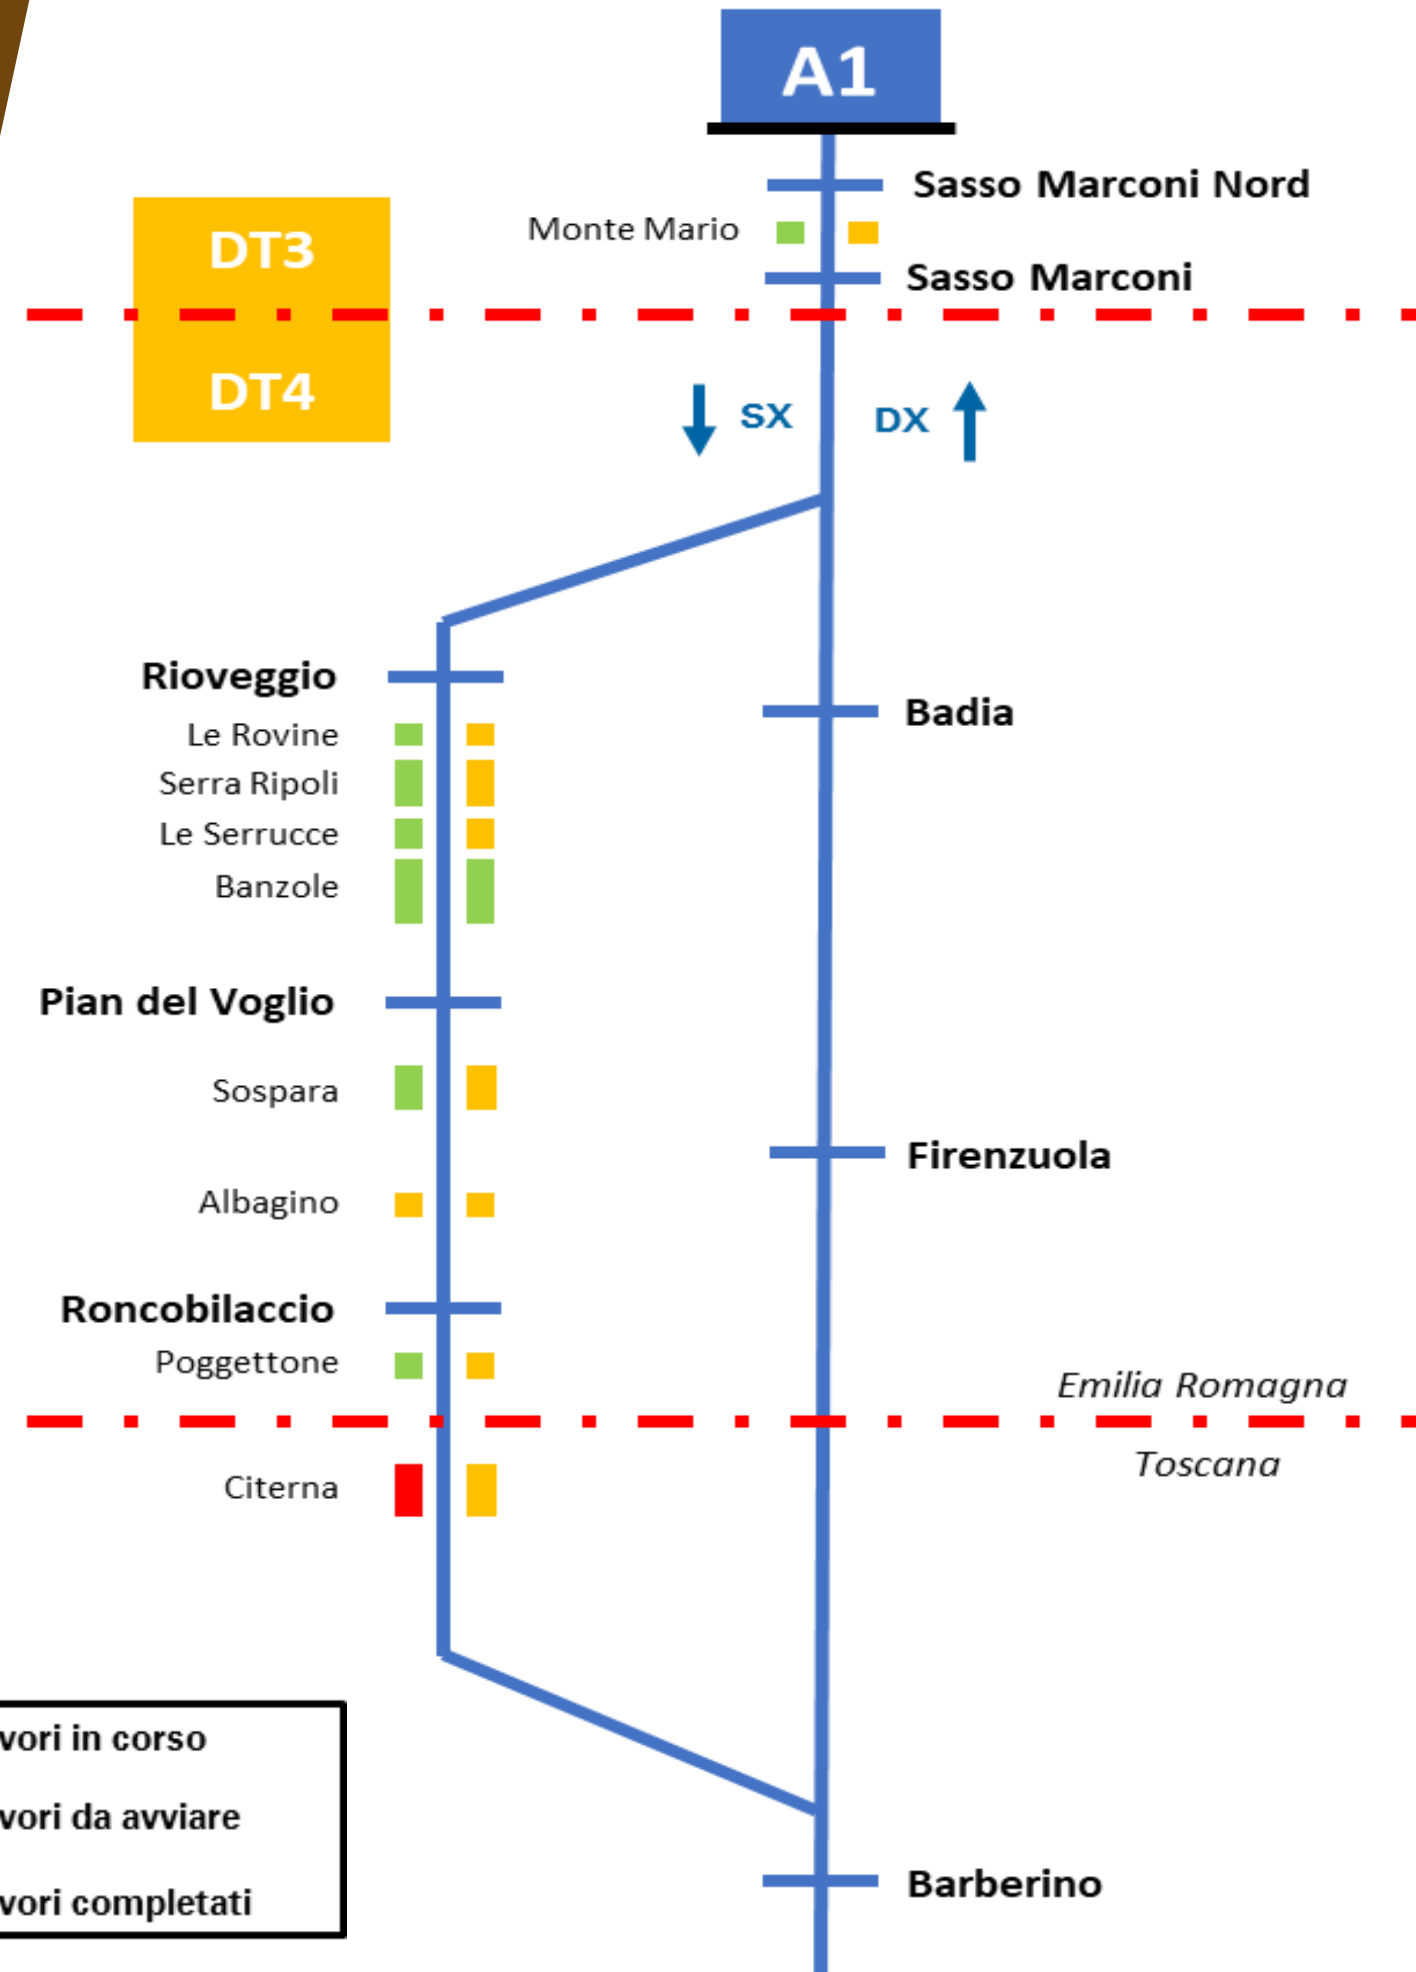 A1
Sasso Marconi Nord
Monte Mario
Sasso Marconi
DT3
DT4
SX
DX
Rioveggio
Le Rovine
Badia
Serra Ripoli
Le Serrucce
Banzole
Pian del Voglio
Sospara
Firenzuola
Albagino
Roncobilaccio
Poggettone
Emilia Romagna
Toscana
Citerna
vori in corso
vori da avviare
vori completati
Barberino